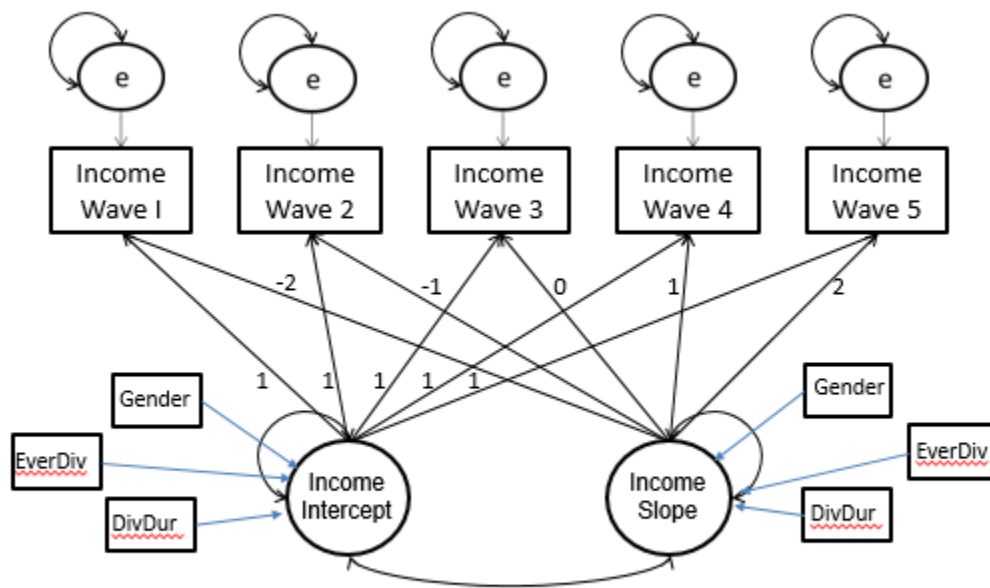 e e e e e
Income Income Income Income Income
Wave I Wave 2 Wave 3 Wave 4 Wave 5
-2 -1 0 1 2
1 1 1 1 1
Gender Gender
EverDiv EverDiv
Income Income
Intercept Slope
DivDur DivDur